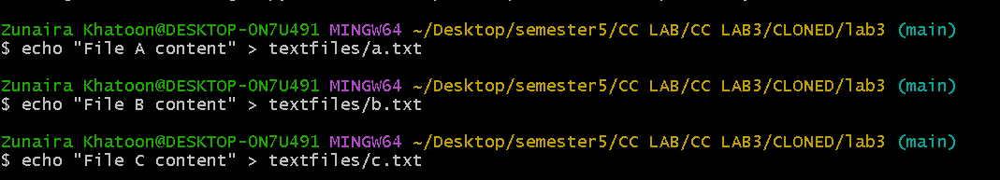 Zunaira Khatoon@DESKTOP-ON7U491 MINGW64 ~/Desktop/semester5/CC LAB/CC LAB3/CLONED/lab3 (main)
$ echo "File A content" > textfiles/a.txt
Zunaira Khatoon@DESKTOP-ON7U491 MINGW64 ~/Desktop/semester5/CC LAB/CC LAB3/CLONED/lab3 (main)
$ echo "File B content" > textfiles/b.txt
Zunaira Khatoon@DESKTOP-ON7U491 MINGW64 ~/Desktop/semester5/CC LAB/CC LAB3/CLONED/lab3 (main)
$ echo "File C content" > textfiles/c.txt